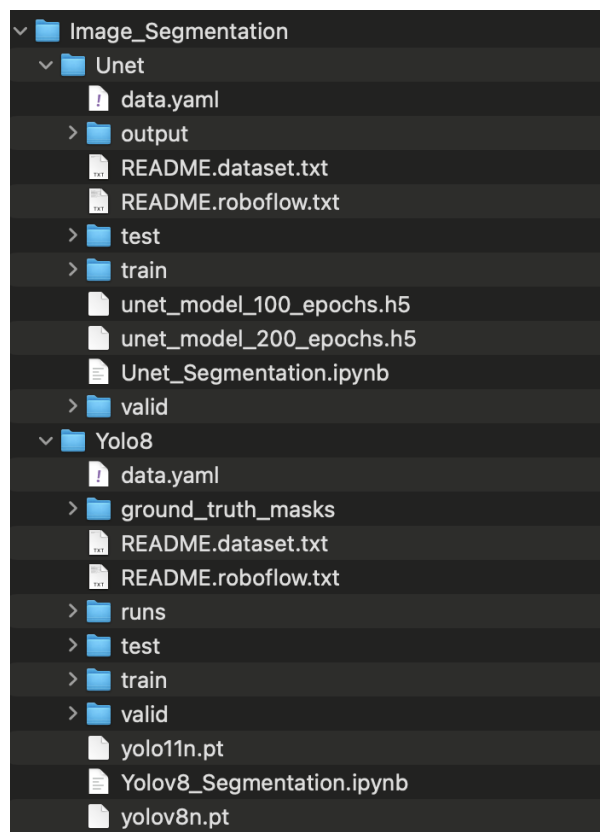 Image_Segmentation
Unet
data.yaml
output
README.dataset.txt
README.roboflow.txt
test
train
unet_model_100_epochs.h5
unet_model_200_epochs.h5
Unet_Segmentation.ipynb
valid
Yolo8
data.yaml
ground_truth_masks
README.dataset.txt
README.roboflow.txt
runs
test
train
valid
yolo11n.pt
Yolov8_Segmentation.ipynb
yolov8n.pt